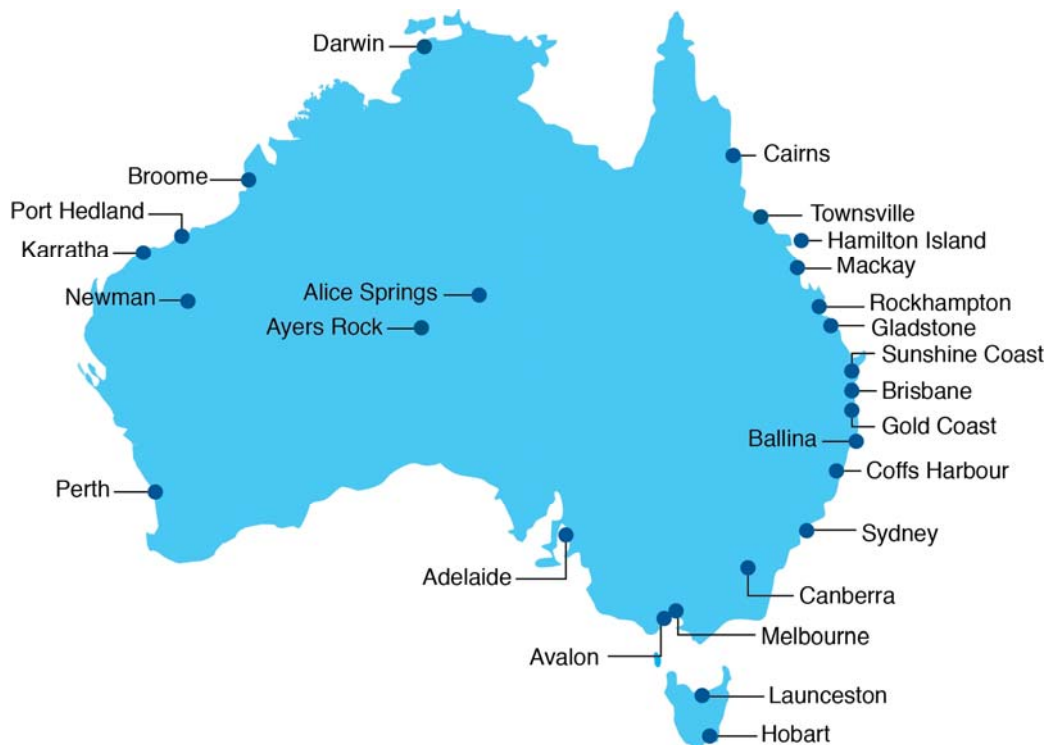 Darwin
Cairns
Broome
Port Hedland
Townsville
Hamilton Island
Karratha
Mackay
Newman
Alice Springs
Rockhampton
Ayers Rock
Gladstone
Sunshine Coast
Brisbane
Gold Coast
Ballina
Coffs Harbour
Perth
Sydney
Adelaide
Canberra
Melbourne
Avalon
Launceston
Hobart